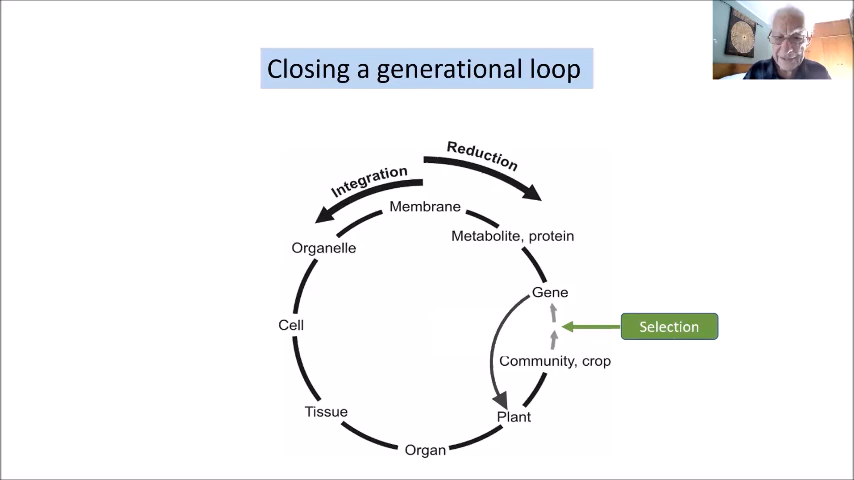 Closing a generational loop
Reduction
Integration
Membrane
Metabolite, protein
Organelle
Gene
Cell
Selection
Community, crop
Tissue
Plant
Organ